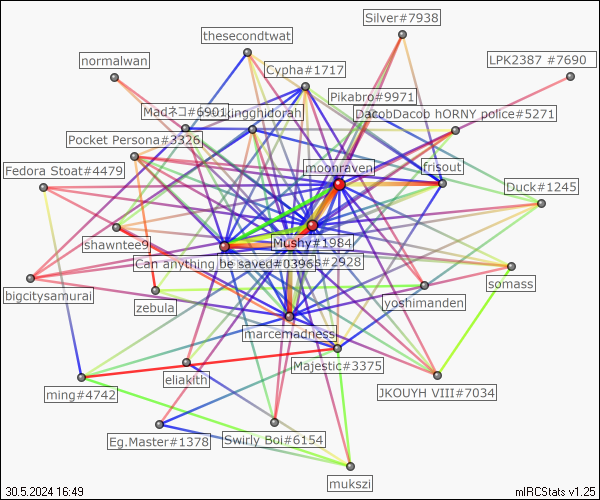 Silver#7938
thesecondtwat
normalwan
LPK2387 #7690
Cypha#1717
Pikabro#9971
Madネコ#6901
kingghidorah
DacobDacob hORNY police#5271
Pocket Persona#3326
moonraven
frisout
Fedora Stoat#4479
Duck#1245
shawntee9
Mushy#1984
Can anything be saved#0396
s#2928
somass
bigcitysamurai
zebula
yoshimanden
marcemadness
Majestic#3375
eliakith
ming#4742
JKOUYH VIII#7034
Eg.Master#1378
Swirly Boi#6154
mukszi
30.5.2024 16:49
mIRCStats v1.25